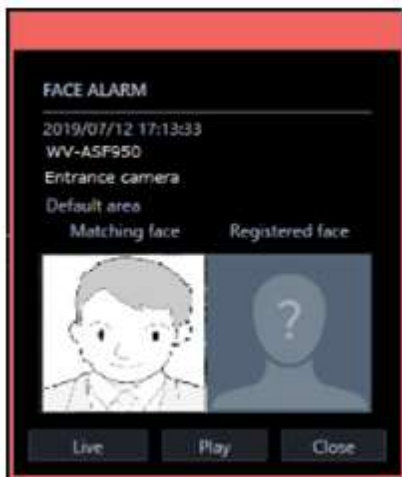 FACE ALARM
2019/07/12 17:13:33
WV-ASF950
Entrance camera
Default area
Matching face Registered face
?
Live Play Close